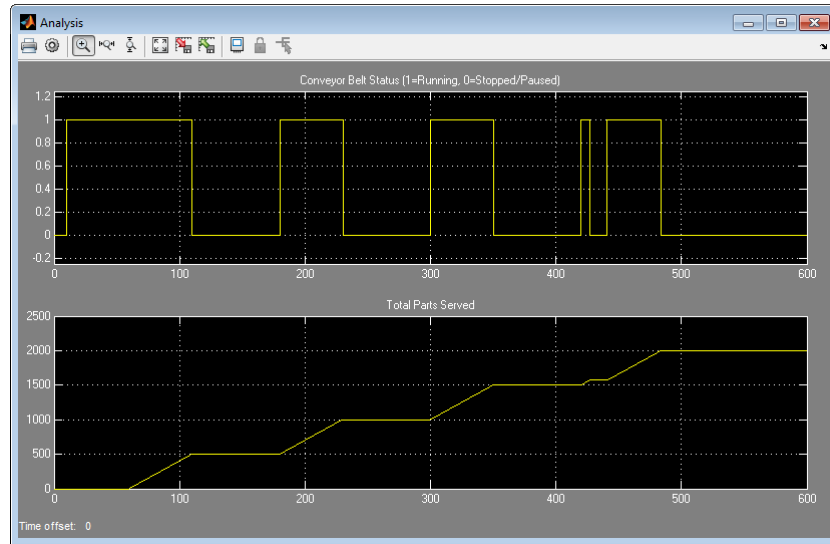 Analysis
Conveyor Belt Status (1=Running, 0=Stopped/Paused)
1.2
1
0.8
0.6
0.4
0.2
0
-0.2
0 100 200 300 400 500 600
Total Parts Served
2500
2000
1500
1000
500
0
0 100 200 300 400 500 600
Time offset: 0